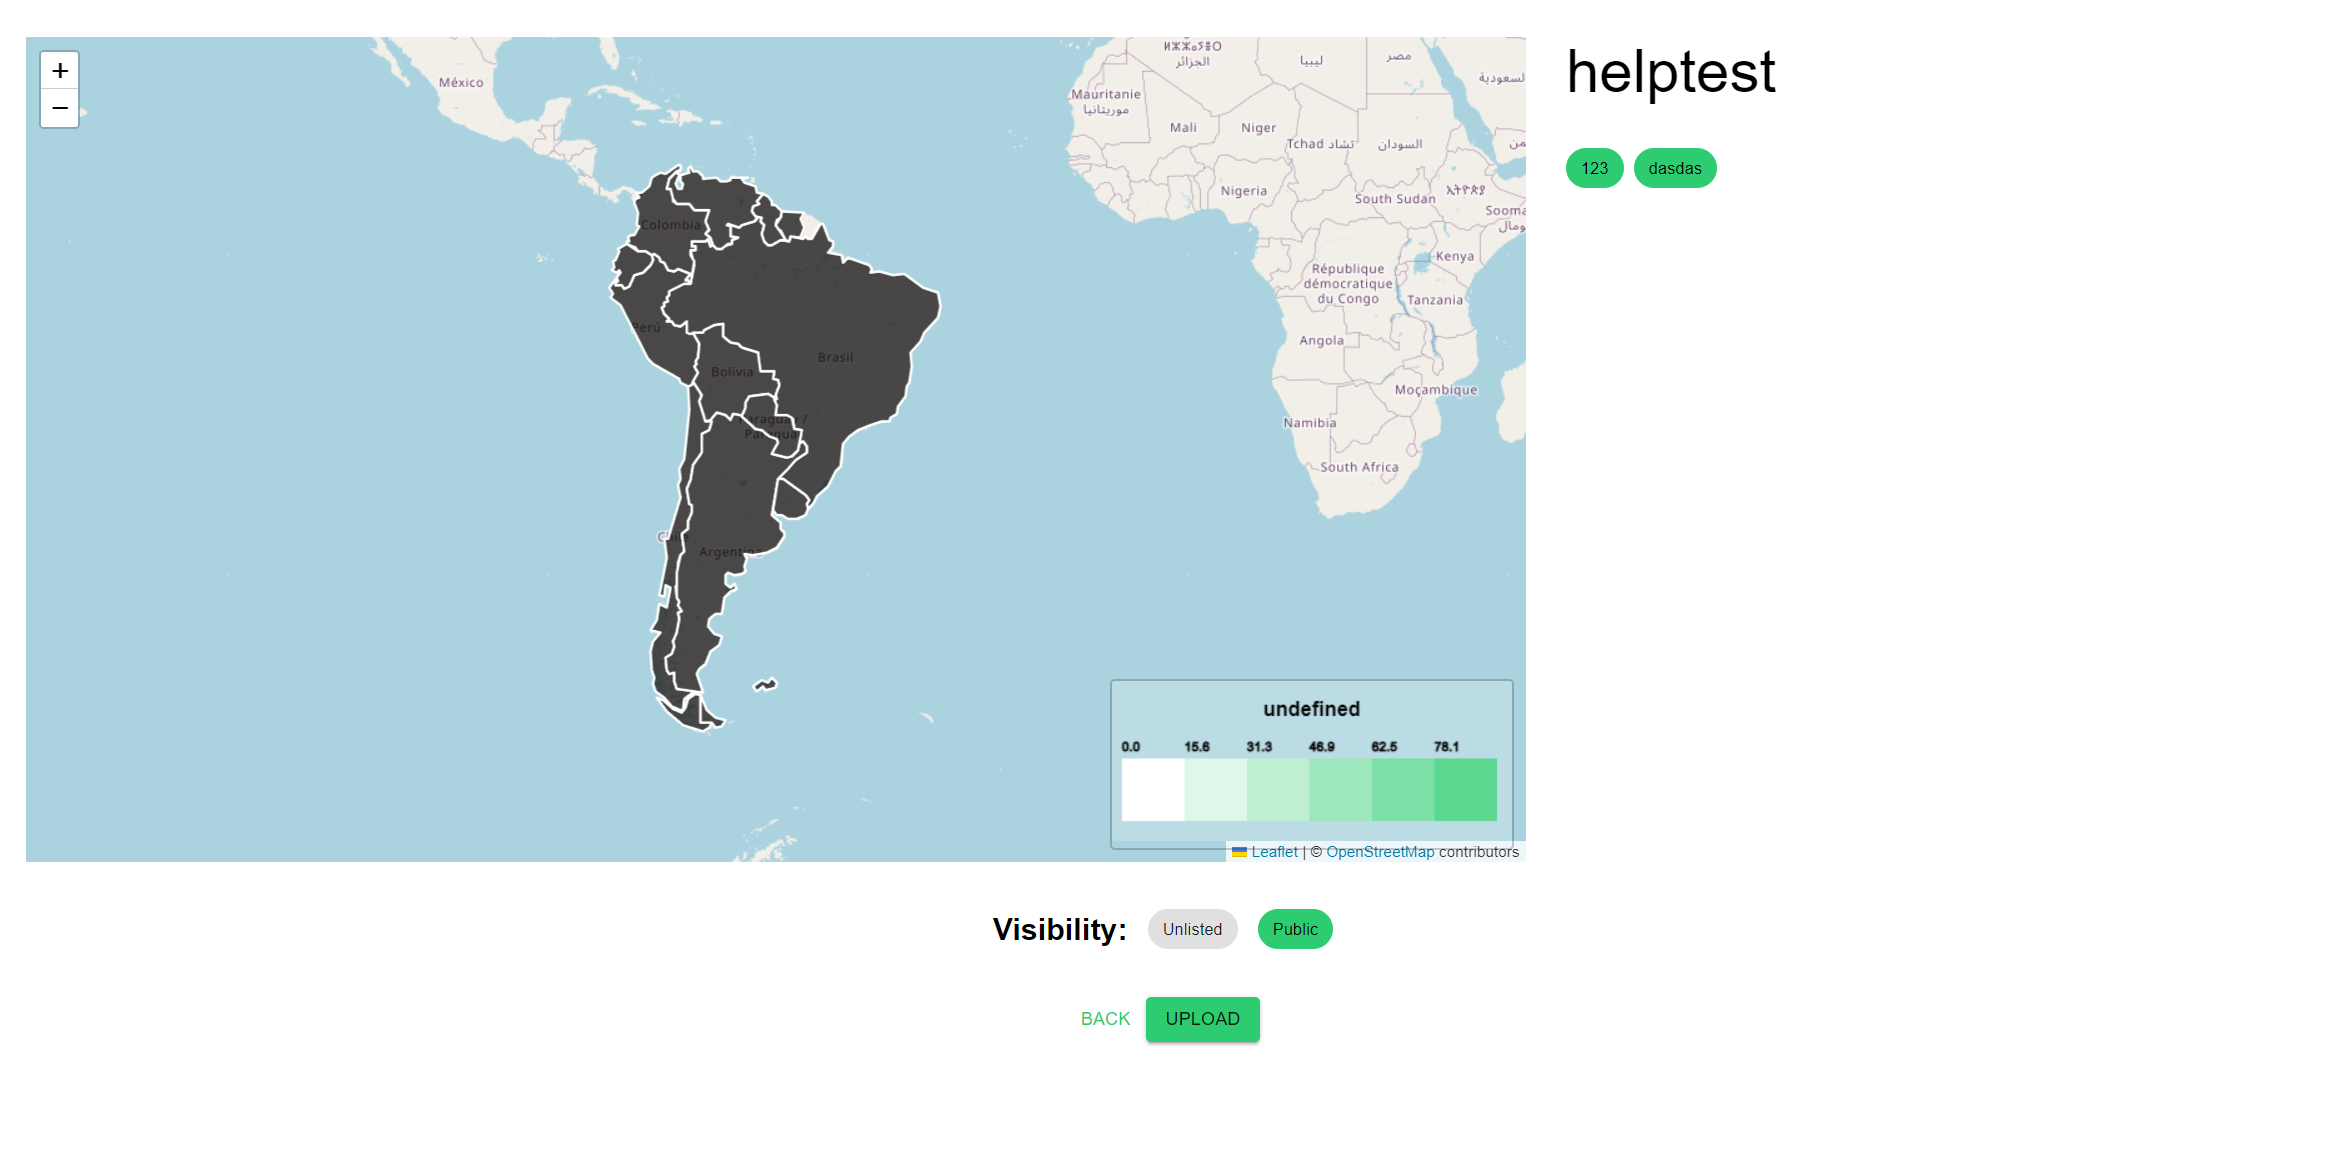 +
−
helptest
123
dasdas
México
ⵍⵣⵣⴰⵢⴻⵔ
الجزائر
ليبيا
مصر
السعودية
Mauritanie
موريتانيا
Mali
Niger
Tchad تشاد
السودان
Nigeria
South Sudan
ኢትዮጵያ
Kenya
République
démocratique
du Congo
Tanzania
Angola
Moçambique
Namibia
South Africa
Colombia
Perú
Brasil
Bolivia
Paraguay /
Paraguái
Chile
Argentina
undefined
0.0 15.6 31.3 46.9 62.5 78.1
Leaflet | © OpenStreetMap contributors
Visibility: Unlisted Public
BACK UPLOAD